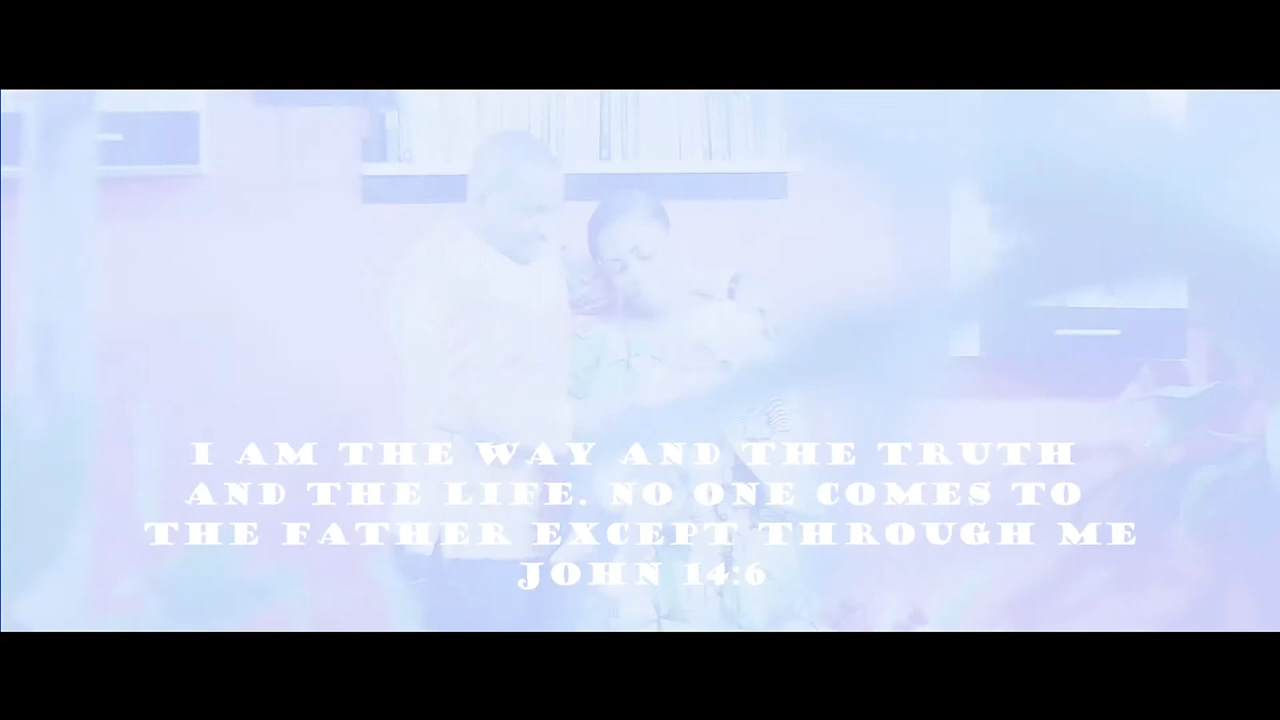 I AM THE WAY AND THE TRUTH
AND THE LIFE. NO ONE COMES TO
THE FATHER EXCEPT THROUGH ME
JOHN 14:6